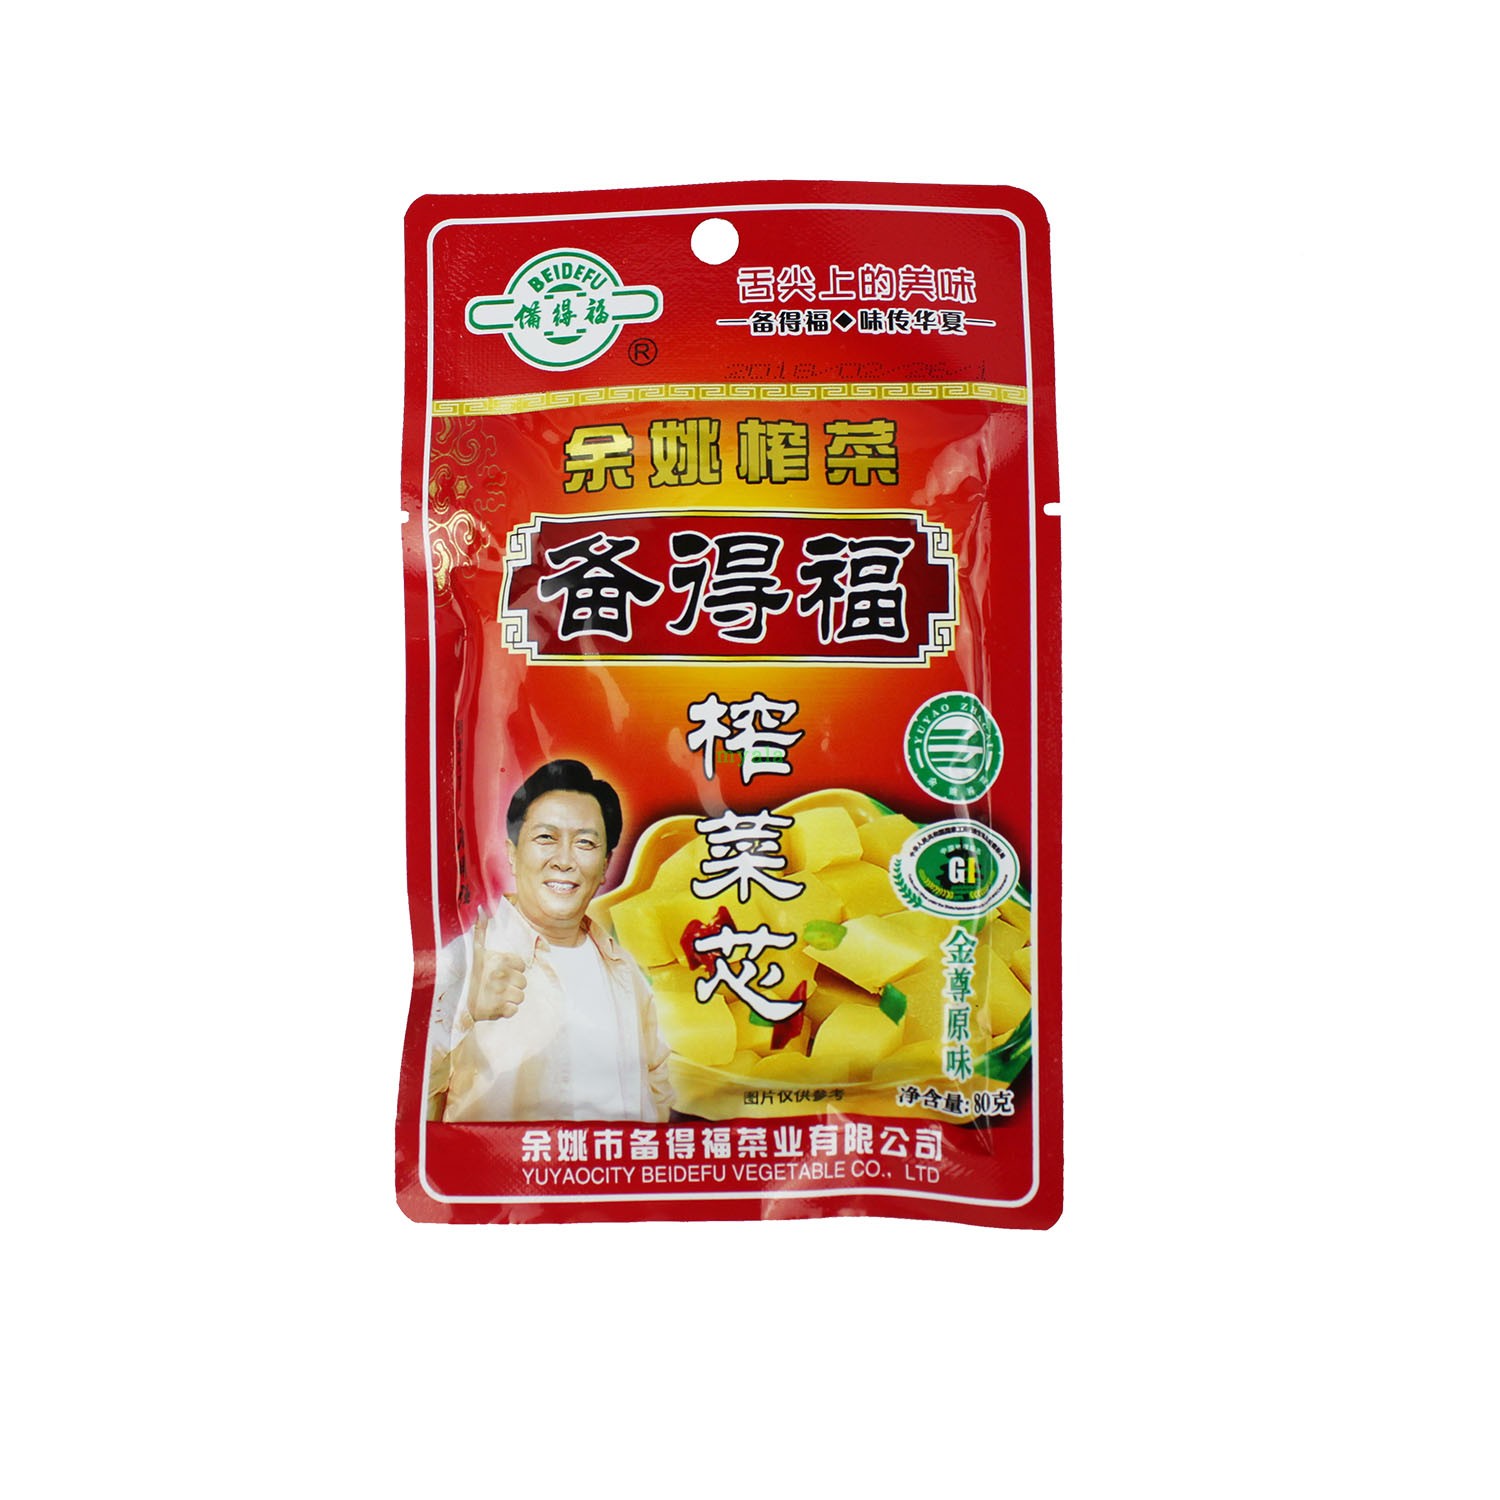 BEIDEFU
備得福
®
舌尖上的美味
备得福◆味传华夏
余姚榨菜
备得福
榨菜芯
myala
YUYAO ZHACAI
金尊原味
图片仅供参考
净含量:80克
余姚市备得福菜业有限公司
YUYAOCITY BEIDEFU VEGETABLE CO., LTD